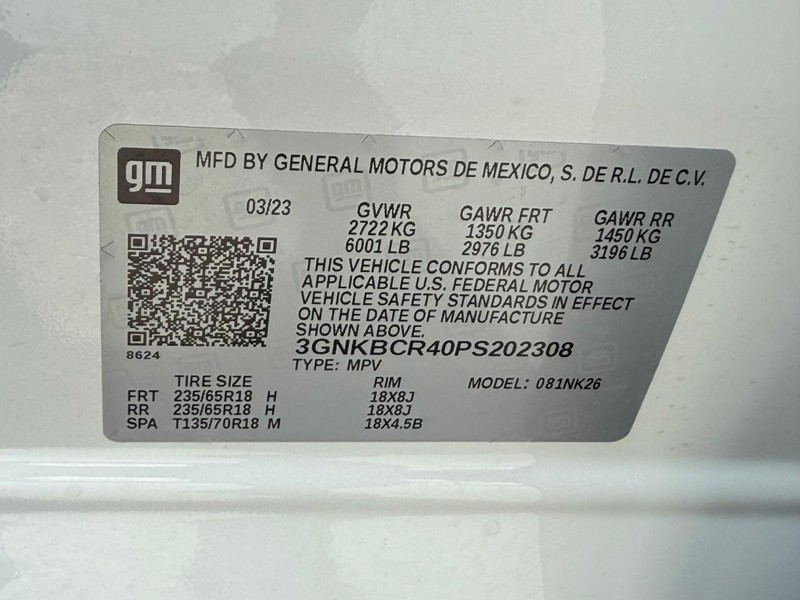 gm
MFD BY GENERAL MOTORS DE MEXICO, S. DE R.L. DE C.V.
03/23 GVWR GAWR FRT GAWR RR
2722 KG 1350 KG 1450 KG
6001 LB 2976 LB 3196 LB
THIS VEHICLE CONFORMS TO ALL
APPLICABLE U.S. FEDERAL MOTOR
VEHICLE SAFETY STANDARDS IN EFFECT
ON THE DATE OF MANUFACTURE
SHOWN ABOVE.
8624
3GNKBCR40PS202308
TYPE: MPV
TIRE SIZE RIM MODEL: 081NK26
FRT 235/65R18 H 18X8J
RR 235/65R18 H 18X8J
SPA T135/70R18 M 18X4.5B